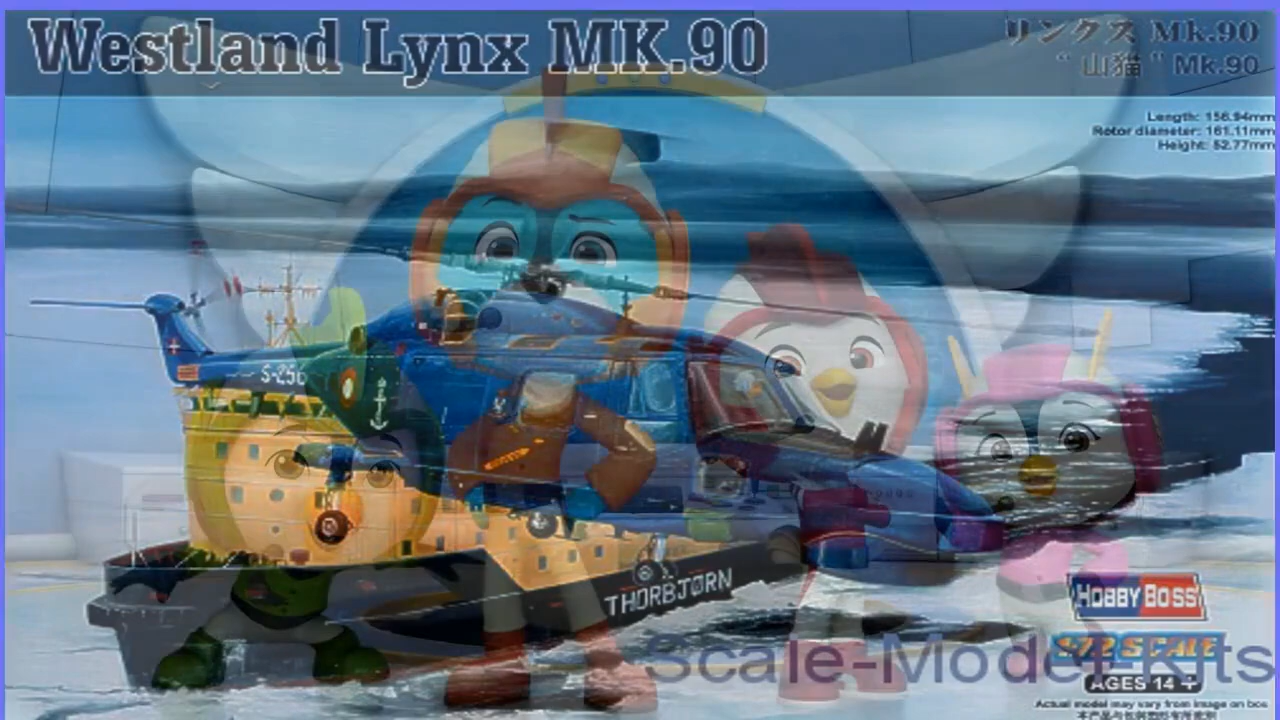 Westland Lynx MK.90
リンクス Mk.90
"山猫" Mk.90
Length: 156.94mm
Rotor diameter: 161.11mm
Height: 52.77mm
S-256
THORBJØRN
HOBBY BOSS
1:72 SCALE
Scale-Model-Kits
AGES 14 +
Actual model may vary from image on box